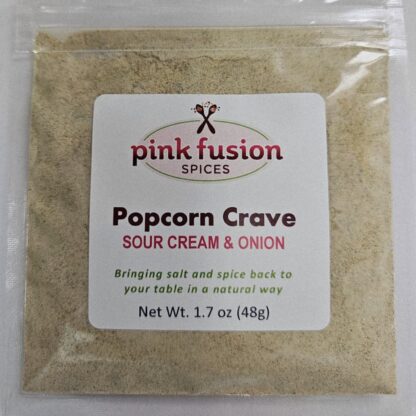 pink fusion
SPICES
Popcorn Crave
SOUR CREAM & ONION
Bringing salt and spice back to
your table in a natural way
Net Wt. 1.7 oz (48g)